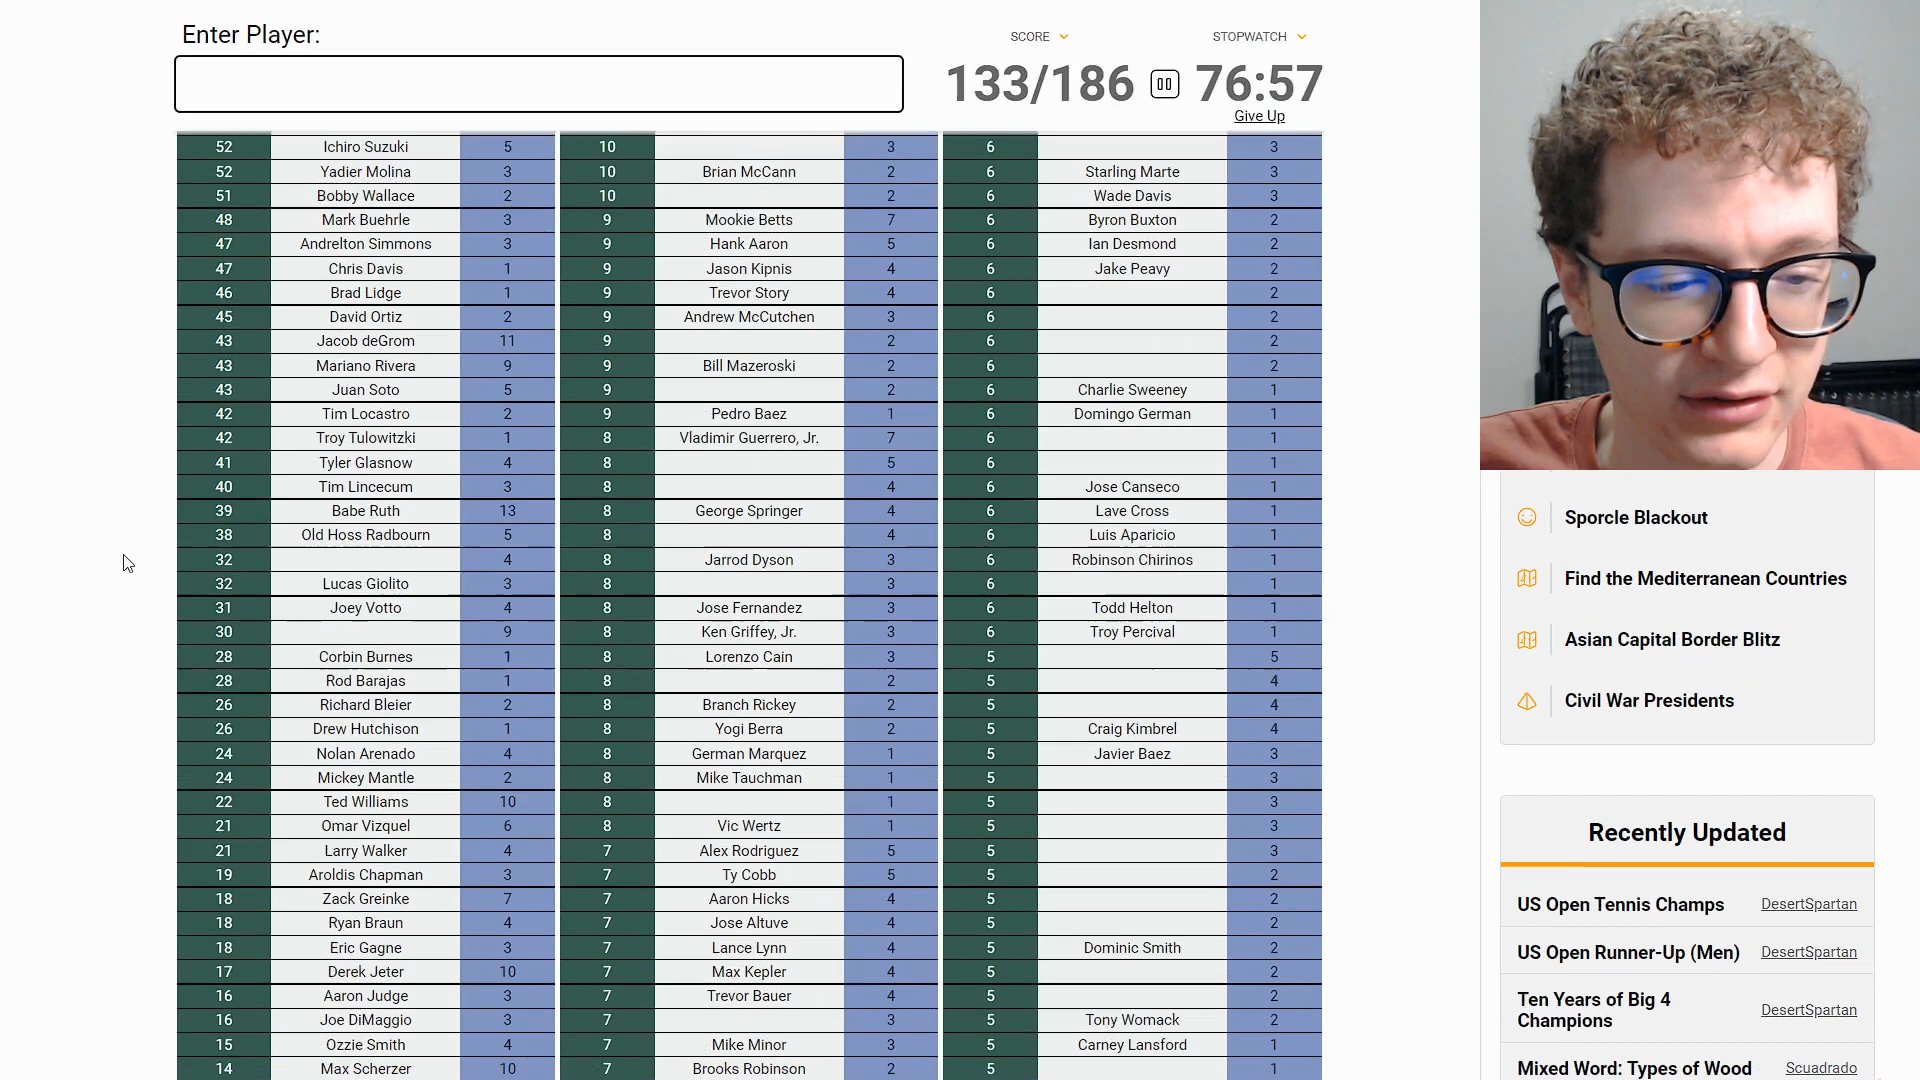 Enter Player:
SCORE
STOPWATCH
133/186
76:57
Give Up
52 Ichiro Suzuki 5
52 Yadier Molina 3
51 Bobby Wallace 2
48 Mark Buehrle 3
47 Andrelton Simmons 3
47 Chris Davis 1
46 Brad Lidge 1
45 David Ortiz 2
43 Jacob deGrom 11
43 Mariano Rivera 9
43 Juan Soto 5
42 Tim Locastro 2
42 Troy Tulowitzki 1
41 Tyler Glasnow 4
40 Tim Lincecum 3
39 Babe Ruth 13
38 Old Hoss Radbourn 5
32 4
32 Lucas Giolito 3
31 Joey Votto 4
30 9
28 Corbin Burnes 1
28 Rod Barajas 1
26 Richard Bleier 2
26 Drew Hutchison 1
24 Nolan Arenado 4
24 Mickey Mantle 2
22 Ted Williams 10
21 Omar Vizquel 6
21 Larry Walker 4
19 Aroldis Chapman 3
18 Zack Greinke 7
18 Ryan Braun 4
18 Eric Gagne 3
17 Derek Jeter 10
16 Aaron Judge 3
16 Joe DiMaggio 3
15 Ozzie Smith 4
14 Max Scherzer 10
10 3
10 Brian McCann 2
10 2
9 Mookie Betts 7
9 Hank Aaron 5
9 Jason Kipnis 4
9 Trevor Story 4
9 Andrew McCutchen 3
9 2
9 Bill Mazeroski 2
9 2
9 Pedro Baez 1
8 Vladimir Guerrero, Jr. 7
8 5
8 4
8 George Springer 4
8 4
8 Jarrod Dyson 3
8 3
8 Jose Fernandez 3
8 Ken Griffey, Jr. 3
8 Lorenzo Cain 3
8 2
8 Branch Rickey 2
8 Yogi Berra 2
8 German Marquez 1
8 Mike Tauchman 1
8 1
8 Vic Wertz 1
7 Alex Rodriguez 5
7 Ty Cobb 5
7 Aaron Hicks 4
7 Jose Altuve 4
7 Lance Lynn 4
7 Max Kepler 4
7 Trevor Bauer 4
7 3
7 Mike Minor 3
7 Brooks Robinson 2
6 3
6 Starling Marte 3
6 Wade Davis 3
6 Byron Buxton 2
6 Ian Desmond 2
6 Jake Peavy 2
6 2
6 2
6 2
6 Charlie Sweeney 1
6 Domingo German 1
6 1
6 1
6 Jose Canseco 1
6 Lave Cross 1
6 Luis Aparicio 1
6 Robinson Chirinos 1
6 1
6 Todd Helton 1
6 Troy Percival 1
5 5
5 4
5 4
5 Craig Kimbrel 4
5 Javier Baez 3
5 3
5 3
5 3
5 3
5 2
5 2
5 2
5 Dominic Smith 2
5 2
5 2
5 Tony Womack 2
5 Carney Lansford 1
5 1
Sporcle Blackout
Find the Mediterranean Countries
Asian Capital Border Blitz
Civil War Presidents
Recently Updated
US Open Tennis Champs DesertSpartan
US Open Runner-Up (Men) DesertSpartan
Ten Years of Big 4
Champions DesertSpartan
Mixed Word: Types of Wood Scuadrado